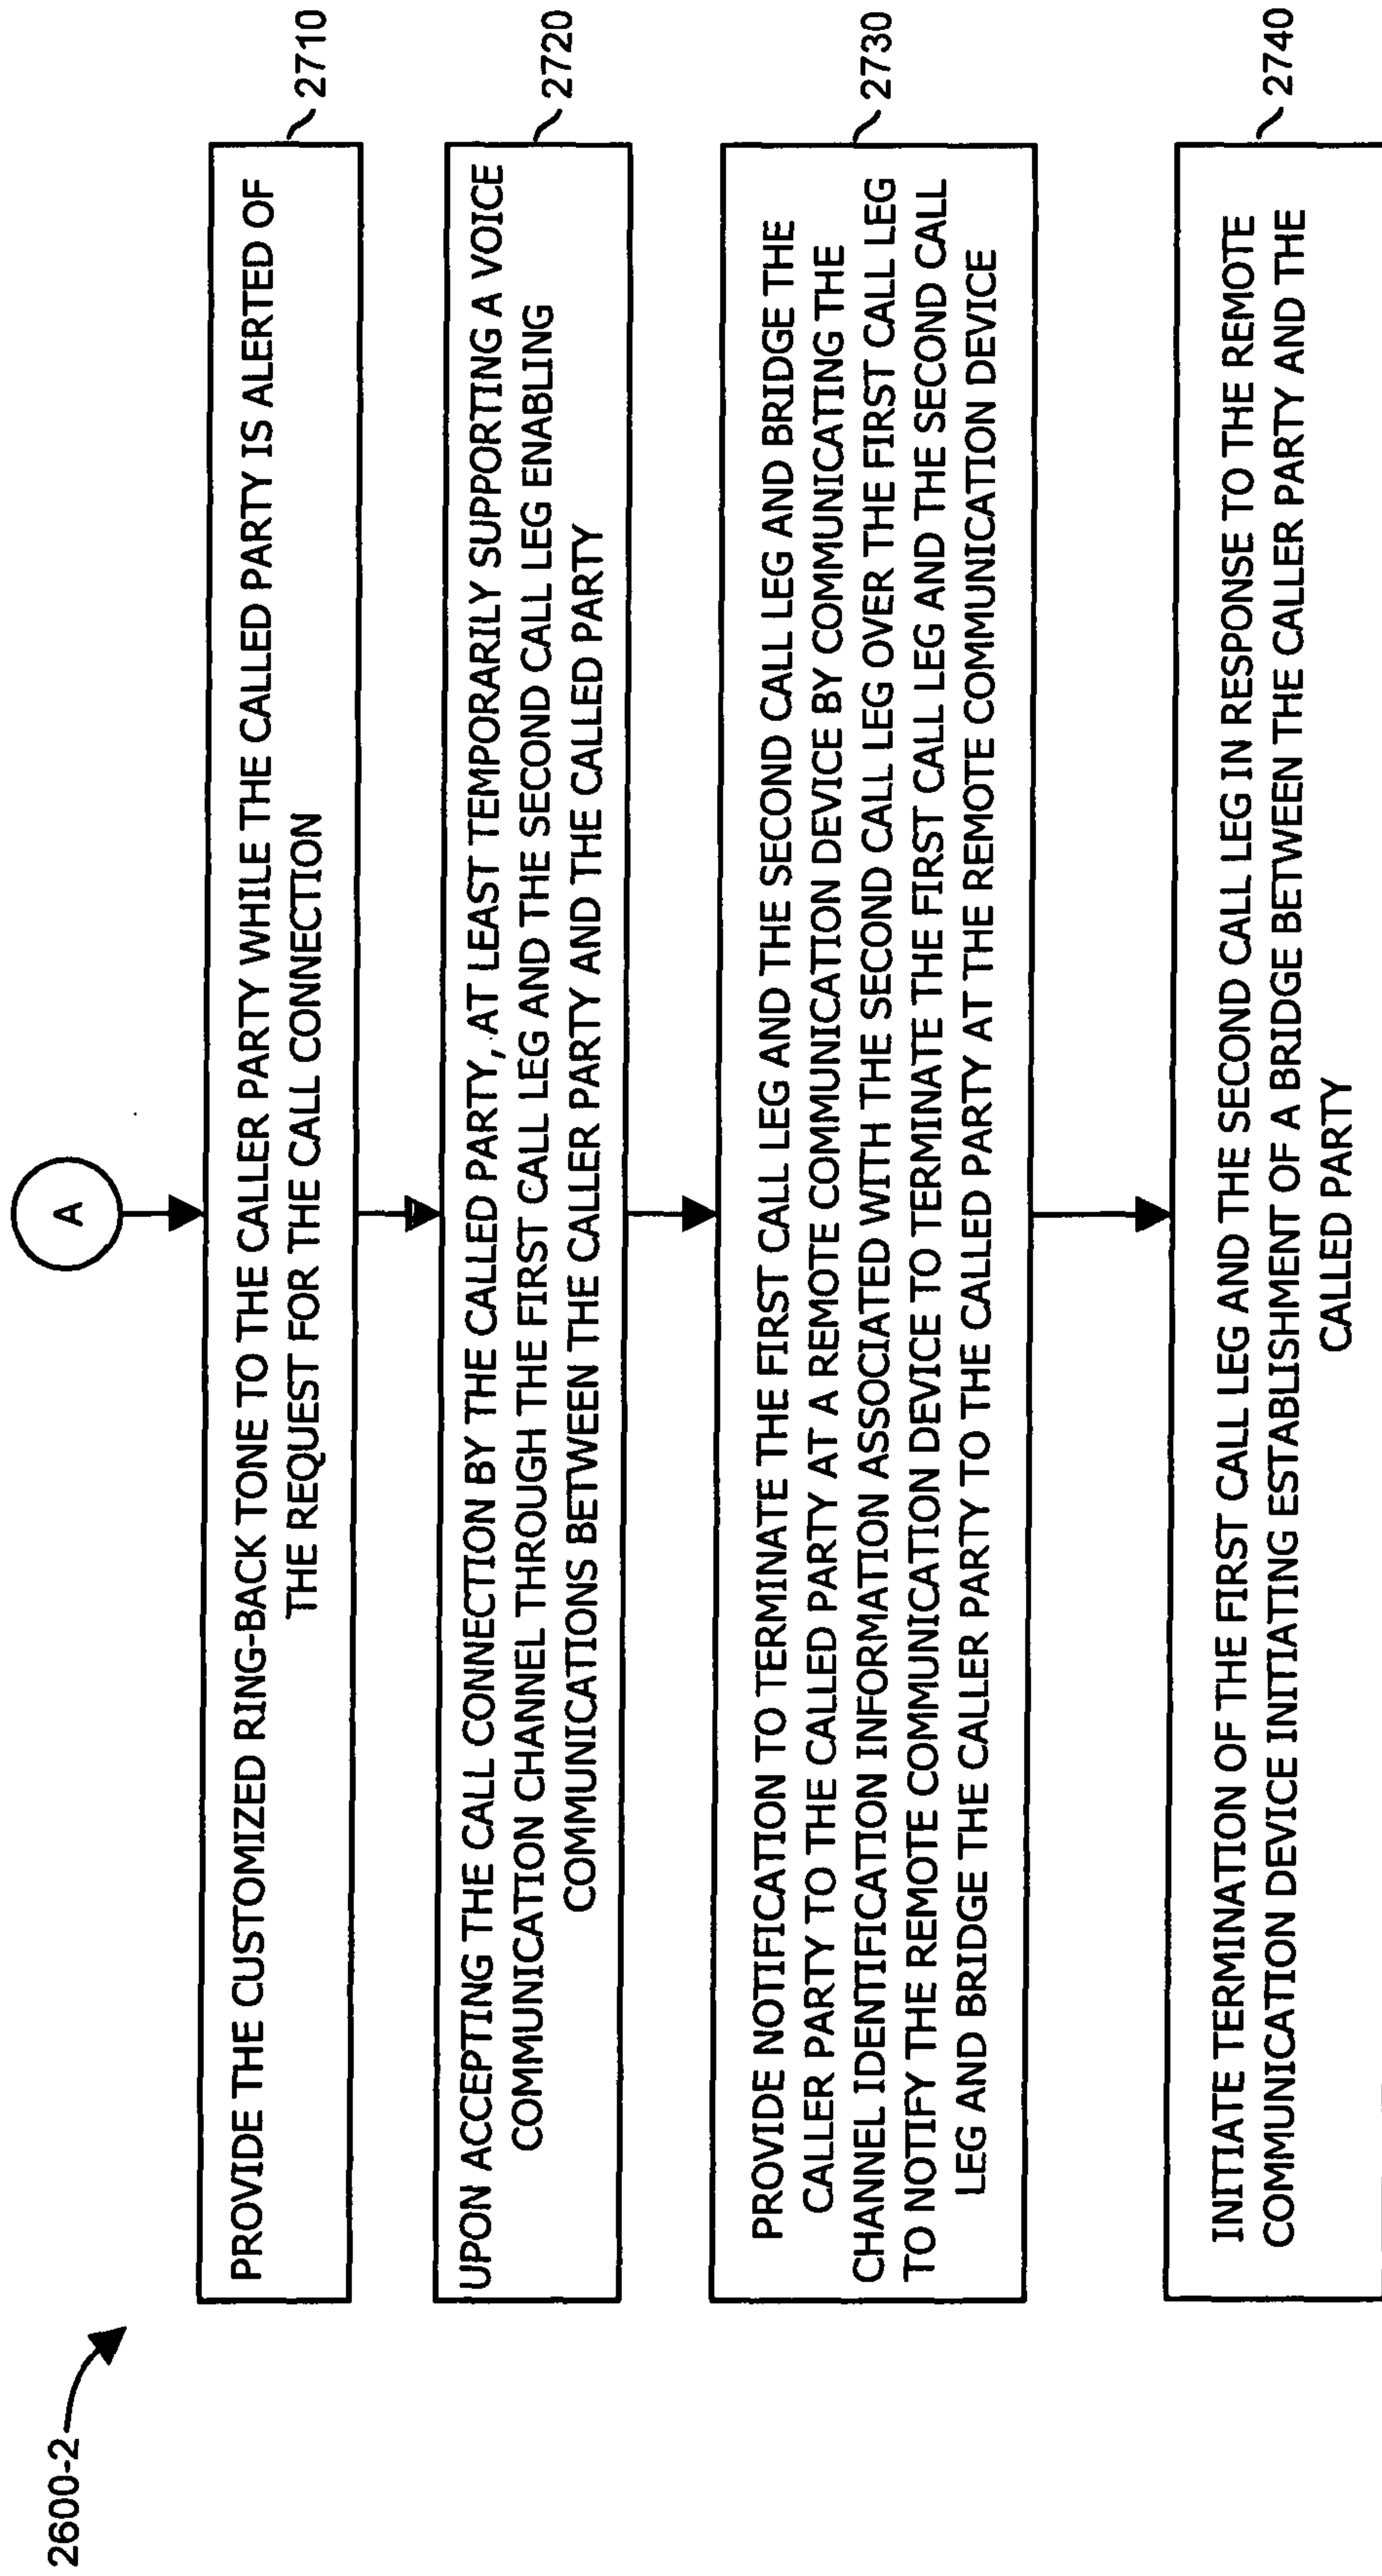 2600-2
A
PROVIDE THE CUSTOMIZED RING-BACK TONE TO THE CALLER PARTY WHILE THE CALLED PARTY IS ALERTED OF
THE REQUEST FOR THE CALL CONNECTION
2710
UPON ACCEPTING THE CALL CONNECTION BY THE CALLED PARTY, AT LEAST TEMPORARILY SUPPORTING A VOICE
COMMUNICATION CHANNEL THROUGH THE FIRST CALL LEG AND THE SECOND CALL LEG ENABLING
COMMUNICATIONS BETWEEN THE CALLER PARTY AND THE CALLED PARTY
2720
PROVIDE NOTIFICATION TO TERMINATE THE FIRST CALL LEG AND THE SECOND CALL LEG AND BRIDGE THE
CALLER PARTY TO THE CALLED PARTY AT A REMOTE COMMUNICATION DEVICE BY COMMUNICATING THE
CHANNEL IDENTIFICATION INFORMATION ASSOCIATED WITH THE SECOND CALL LEG OVER THE FIRST CALL LEG
TO NOTIFY THE REMOTE COMMUNICATION DEVICE TO TERMINATE THE FIRST CALL LEG AND THE SECOND CALL
LEG AND BRIDGE THE CALLER PARTY TO THE CALLED PARTY AT THE REMOTE COMMUNICATION DEVICE
2730
INITIATE TERMINATION OF THE FIRST CALL LEG AND THE SECOND CALL LEG IN RESPONSE TO THE REMOTE
COMMUNICATION DEVICE INITIATING ESTABLISHMENT OF A BRIDGE BETWEEN THE CALLER PARTY AND THE
CALLED PARTY
2740